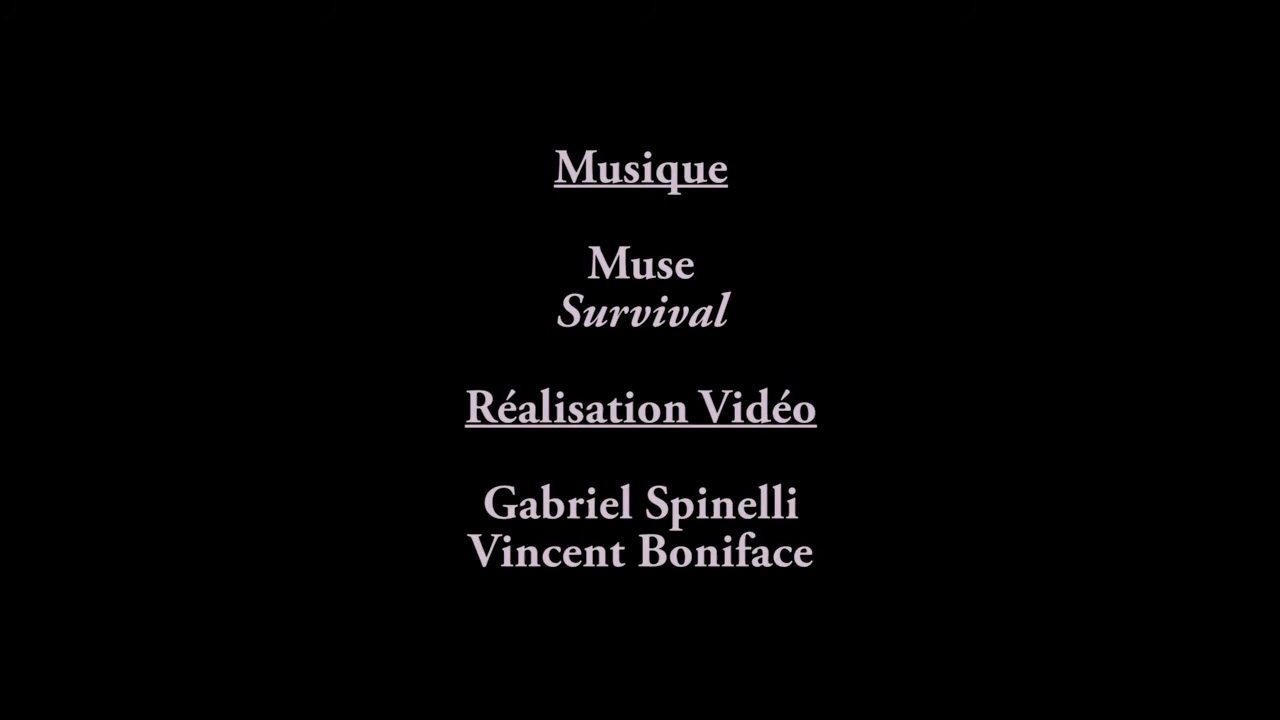 Musique
Muse
Survival
Réalisation Vidéo
Gabriel Spinelli
Vincent Boniface